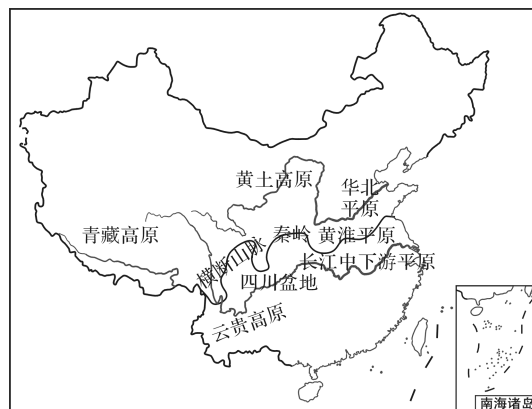 黄土高原
华北
平原
青藏高原
横断山脉
秦岭
黄淮平原
长江中下游平原
四川盆地
云贵高原
南海诸岛